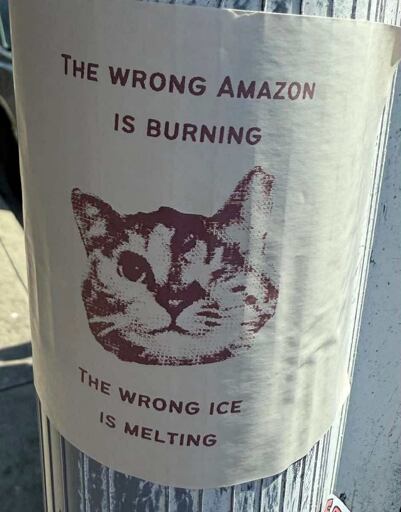 THE WRONG AMAZON
IS BURNING
THE WRONG ICE
IS MELTING